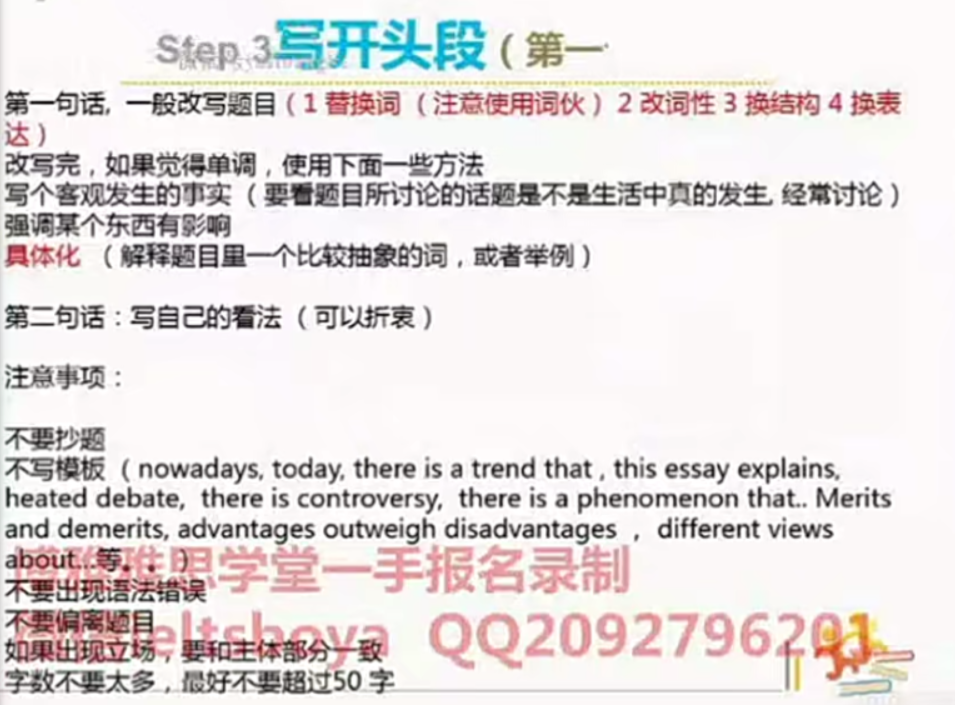 Step 3写开头段（第一
第一句话, 一般改写题目（1 替换词 （注意使用词伙） 2 改词性 3 换结构 4 换表
达）
改写完，如果觉得单调，使用下面一些方法
写个客观发生的事实 （要看题目所讨论的话题是不是生活中真的发生, 经常讨论）
强调某个东西有影响
具体化 （解释题目里一个比较抽象的词，或者举例）
第二句话：写自己的看法 （可以折衷）
注意事项：
不要抄题
不写模板 （nowadays, today, there is a trend that , this essay explains,
heated debate, there is controversy, there is a phenomenon that.. Merits
and demerits, advantages outweigh disadvantages ， different views
about...等。。）
博雅雅思学堂一手报名录制
不要出现语法错误
不要偏离题目
ieltsboya QQ2092796291
如果出现立场，要和主体部分一致
字数不要太多，最好不要超过50 字